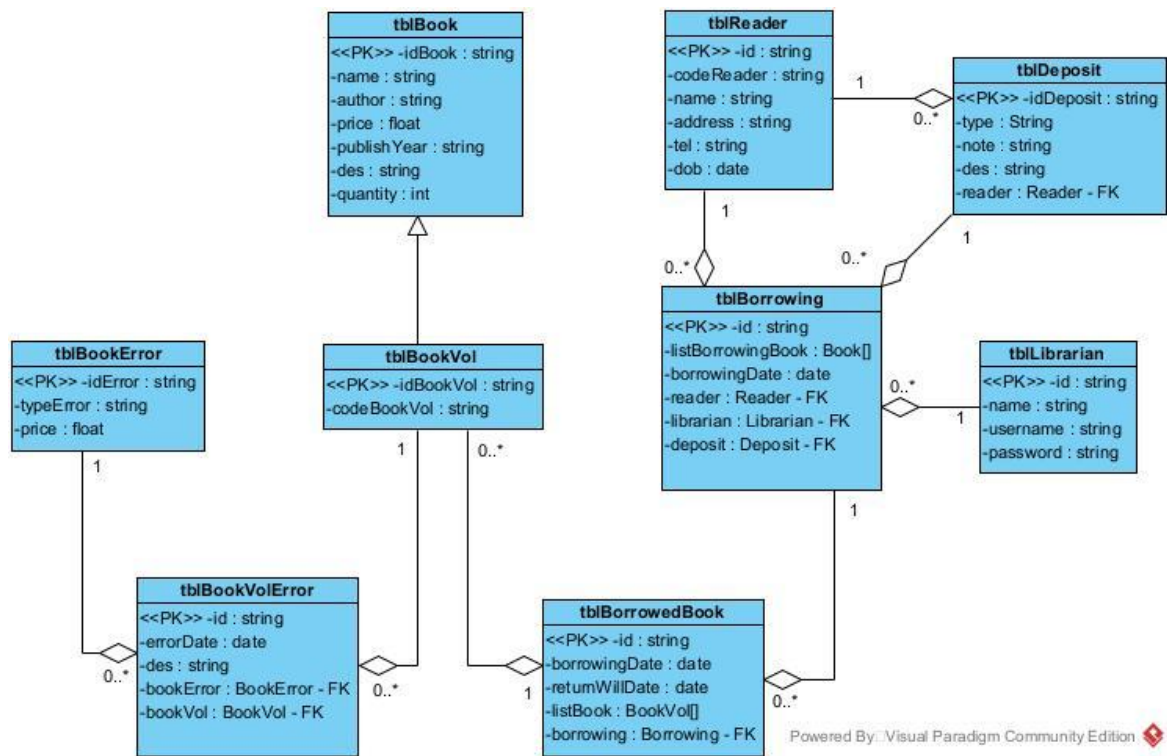 tblBook
<<PK>> -idBook : string
-name : string
-author : string
-price : float
-publishYear : string
-des : string
-quantity : int
tblReader
<<PK>> -id : string
-codeReader : string
-name : string
-address : string
-tel : string
-dob : date
1
0..*
tblDeposit
<<PK>> -idDeposit : string
-type : String
-note : string
-des : string
-reader : Reader - FK
1
0..*
0..*
1
tblBorrowing
<<PK>> -id : string
-listBorrowingBook : Book[]
-borrowingDate : date
-reader : Reader - FK
-librarian : Librarian - FK
-deposit : Deposit - FK
0..*
1
tblLibrarian
<<PK>> -id : string
-name : string
-username : string
-password : string
1
tblBookError
<<PK>> -idError : string
-typeError : string
-price : float
1
tblBookVol
<<PK>> -idBookVol : string
-codeBookVol : string
1
0..*
tblBookVolError
<<PK>> -id : string
-errorDate : date
-des : string
-bookError : BookError - FK
-bookVol : BookVol - FK
0..*
0..*
tblBorrowedBook
<<PK>> -id : string
-borrowingDate : date
-returnWillDate : date
-listBook : BookVol[]
-borrowing : Borrowing - FK
1
0..*
Powered By Visual Paradigm Community Edition